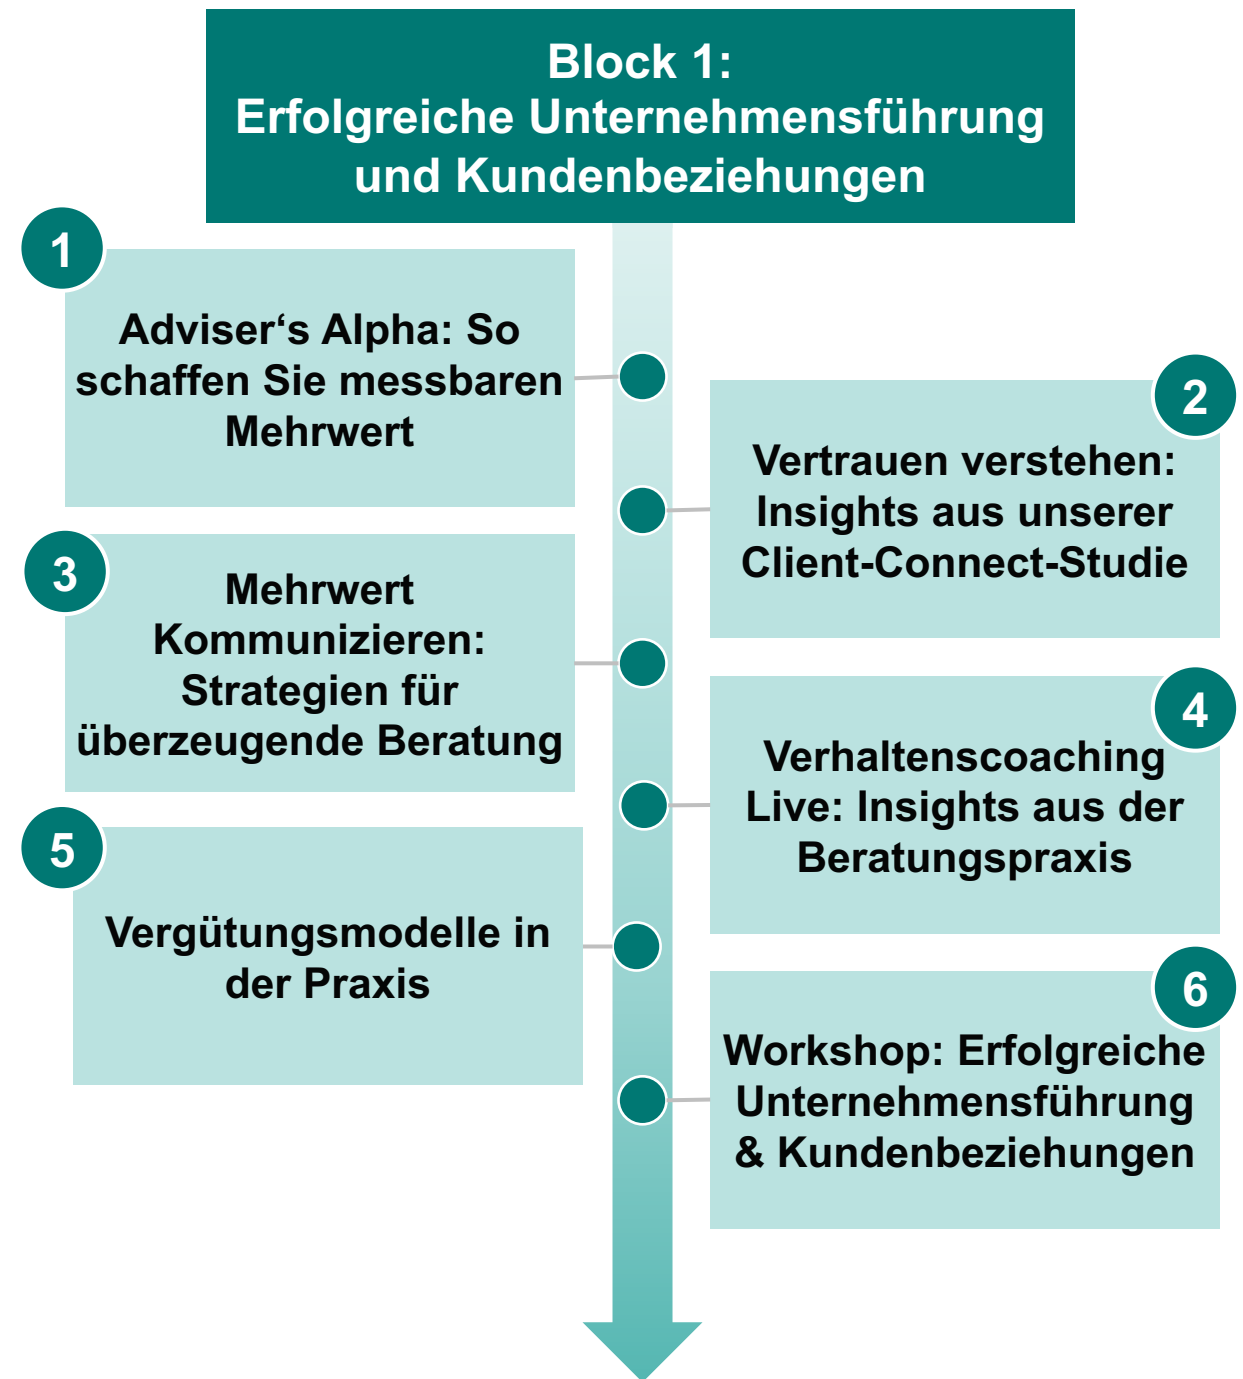 Block 1:
Erfolgreiche Unternehmensführung
und Kundenbeziehungen
1
Adviser‘s Alpha: So
schaffen Sie messbaren
Mehrwert
2
Vertrauen verstehen:
Insights aus unserer
Client-Connect-Studie
3
Mehrwert
Kommunizieren:
Strategien für
überzeugende Beratung
4
Verhaltenscoaching
Live: Insights aus der
Beratungspraxis
5
Vergütungsmodelle in
der Praxis
6
Workshop: Erfolgreiche
Unternehmensführung
& Kundenbeziehungen